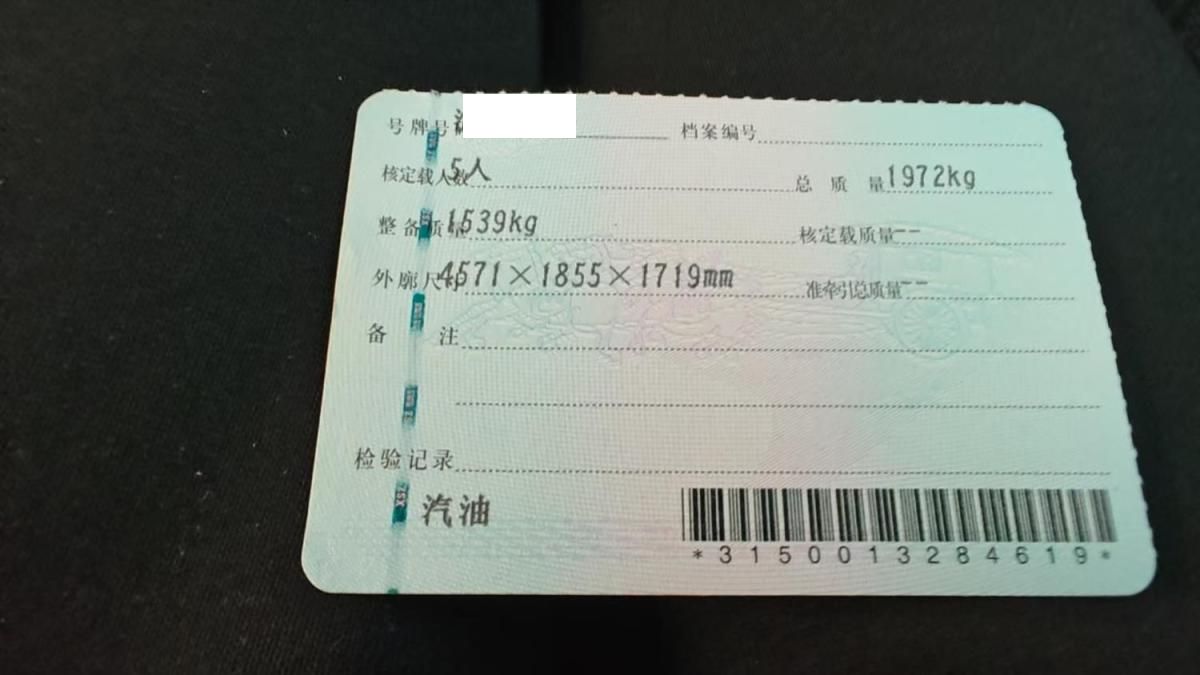 号牌号 档案编号
核定载人数 5人 总质量 1972kg
整备质量 1539kg 核定载质量 --
外廓尺寸 4571×1855×1719mm 准牵引总质量 --
备注
检验记录
汽油
*3150013284619*